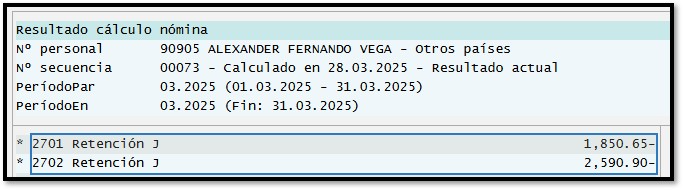 Resultado cálculo nómina
Nº personal 90905 ALEXANDER FERNANDO VEGA - Otros países
Nº secuencia 00073 - Calculado en 28.03.2025 - Resultado actual
PeríodoPar 03.2025 (01.03.2025 - 31.03.2025)
PeríodoEn 03.2025 (Fin: 31.03.2025)
* 2701 Retención J 1,850.65-
* 2702 Retención J 2,590.90-